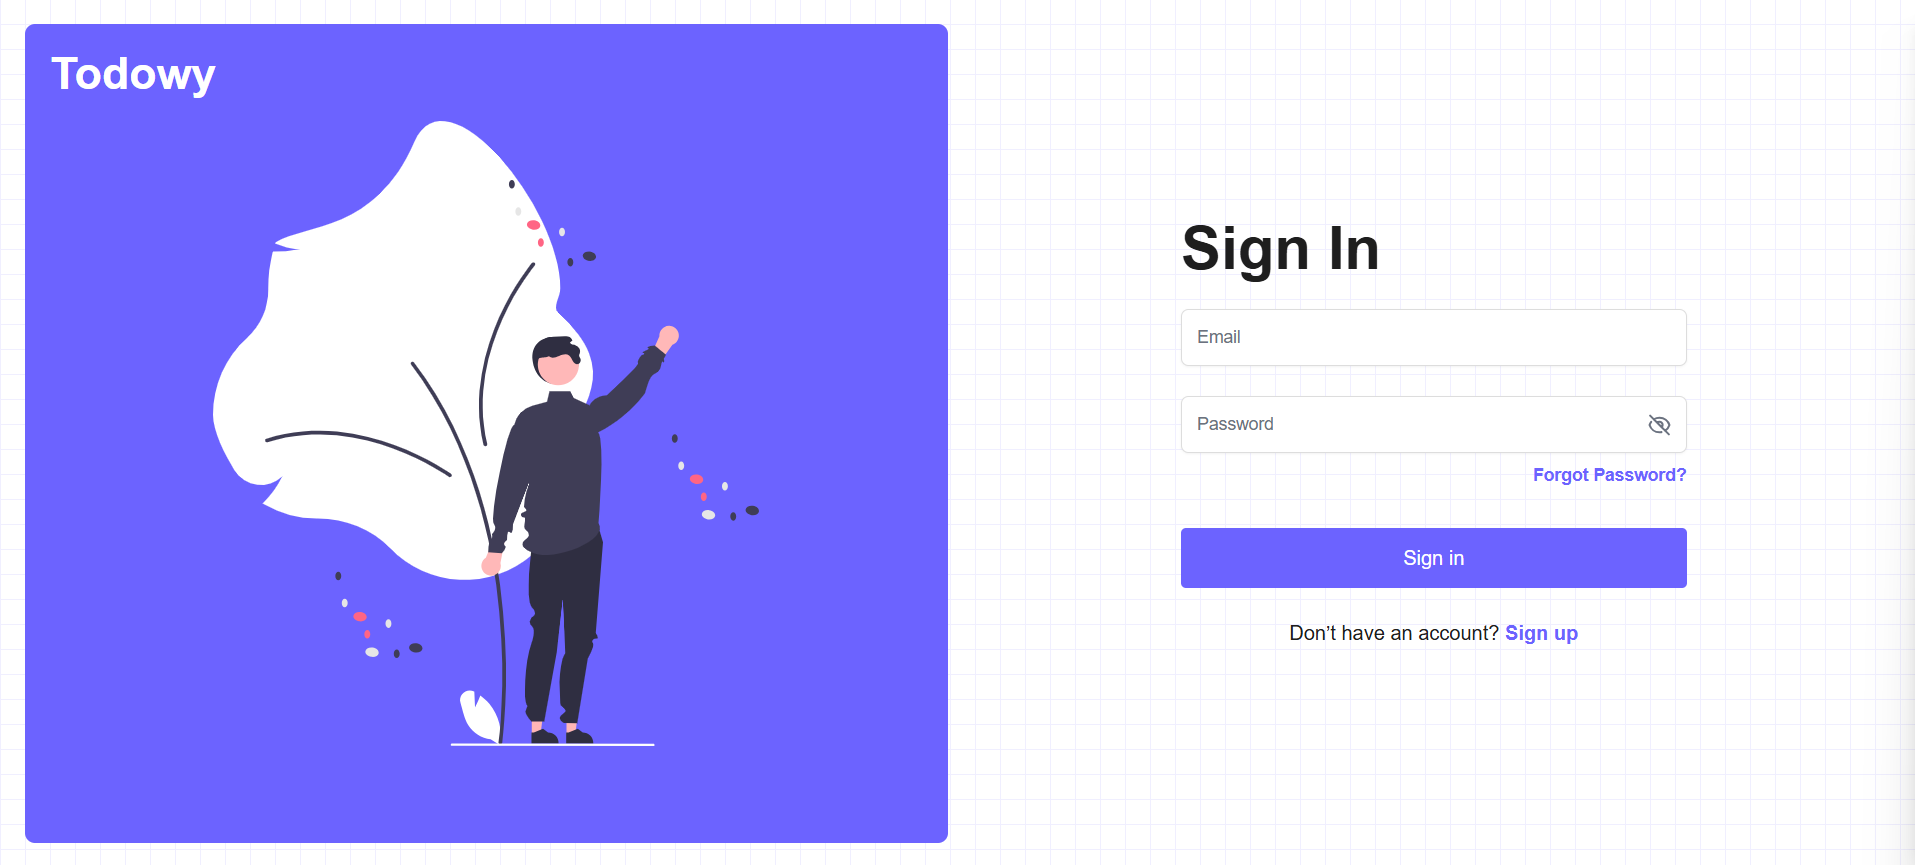 Todowy
Sign In
Email
Password
Forgot Password?
Sign in
Don’t have an account? Sign up